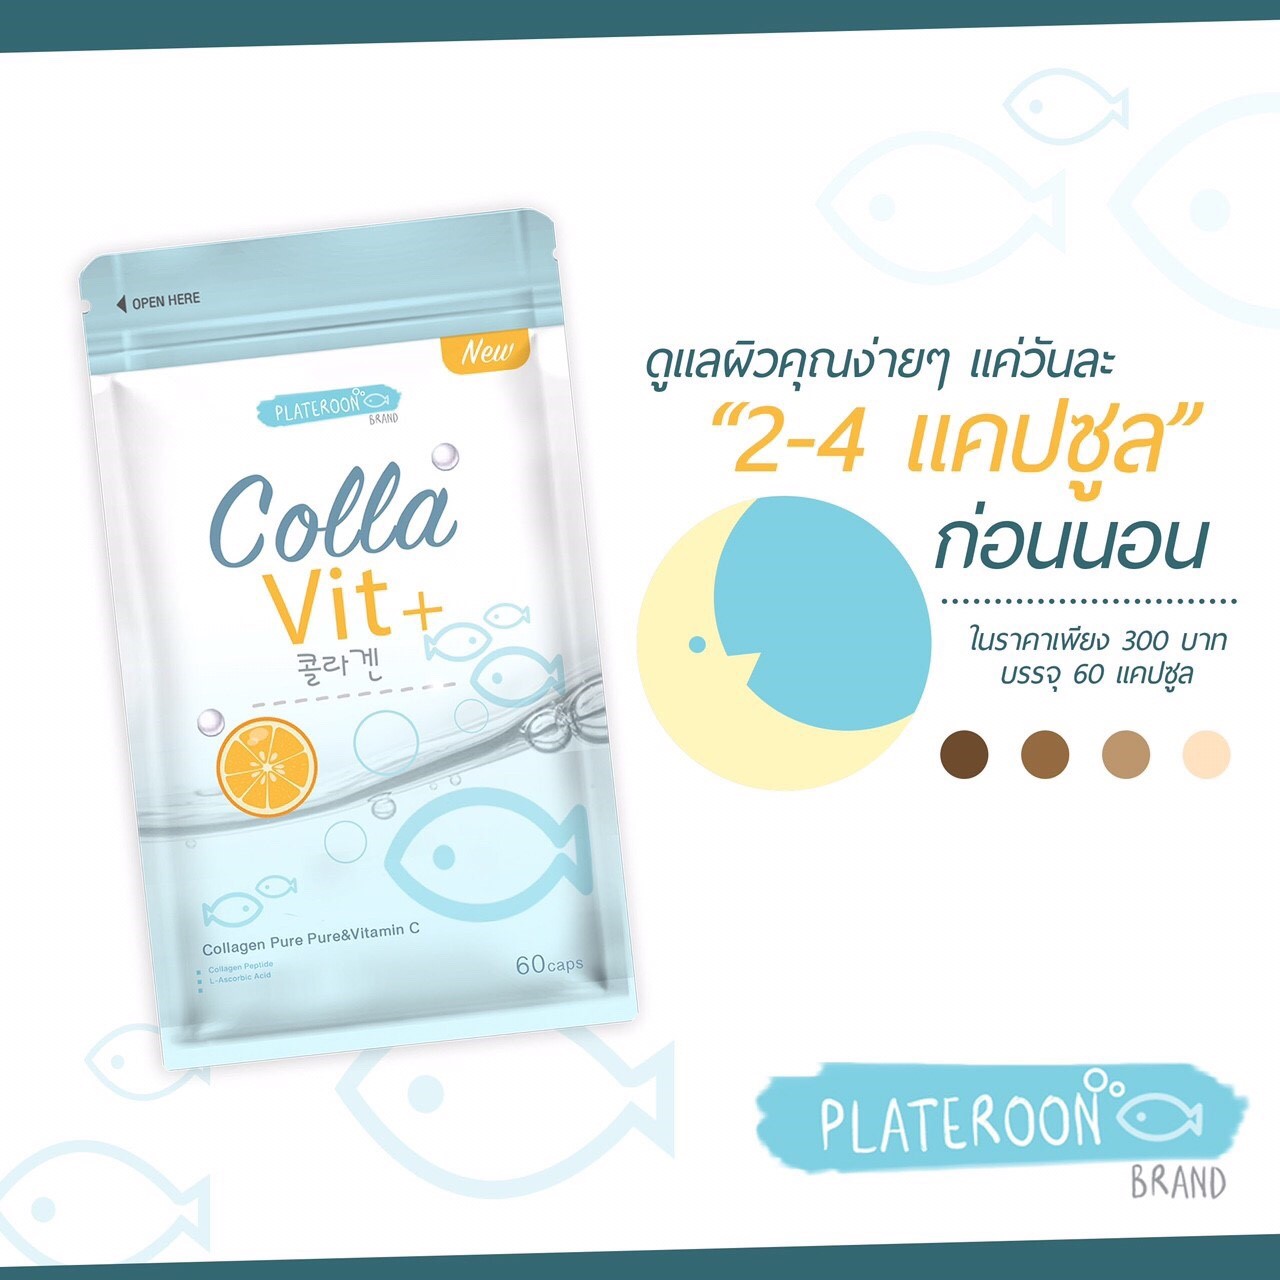 OPEN HERE
New
PLATEROON
BRAND
Colla
Vit+
콜라겐
Collagen Pure Pure&Vitamin C
Collagen Peptide
L-Ascorbic Acid
60caps
ดูแลผิวคุณง่ายๆ แค่วันละ
“2-4 แคปซูล”
ก่อนนอน
ในราคาเพียง 300 บาท
บรรจุ 60 แคปซูล
PLATEROON
BRAND